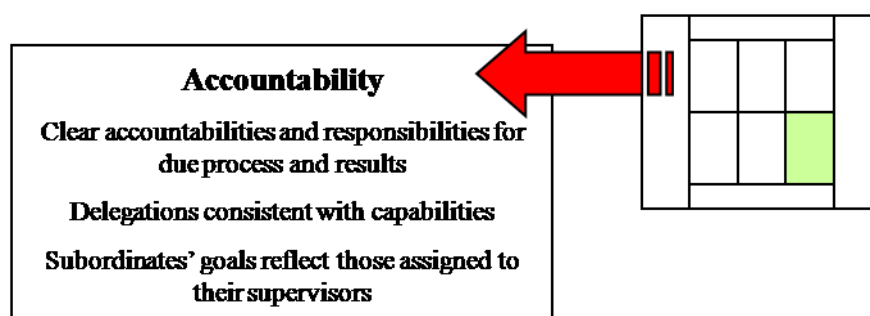 Accountability
Clear accountabilities and responsibilities for
due process and results
Delegations consistent with capabilities
Subordinates’ goals reflect those assigned to
their supervisors